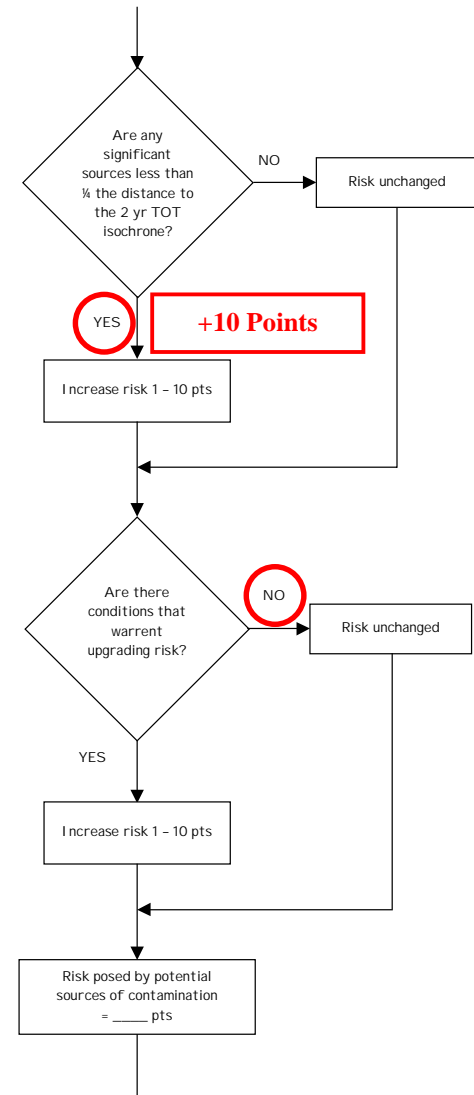 Are any
significant
sources less than
¼ the distance to
the 2 yr TOT
isochrone?
NO
Risk unchanged
YES
+10 Points
Increase risk 1 – 10 pts
Are there
conditions that
warrent
upgrading risk?
NO
Risk unchanged
YES
Increase risk 1 – 10 pts
Risk posed by potential
sources of contamination
= ____ pts